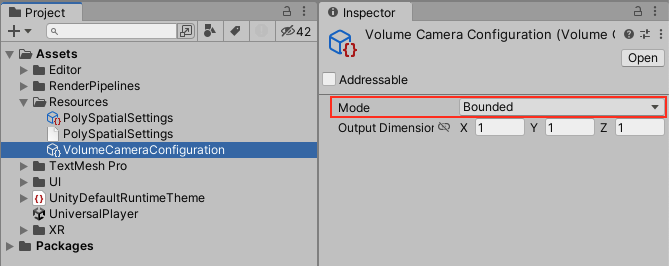 Project
42
Assets
Editor
RenderPipelines
Resources
PolySpatialSettings
PolySpatialSettings
VolumeCameraConfiguration
TextMesh Pro
UI
UnityDefaultRuntimeTheme
UniversalPlayer
XR
Packages
Inspector
Volume Camera Configuration (Volume C
Open
Addressable
Mode Bounded
Output Dimension X 1 Y 1 Z 1